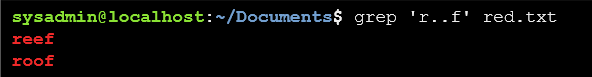 sysadmin@localhost:~/Documents$ grep 'r..f' red.txt
reef
roof